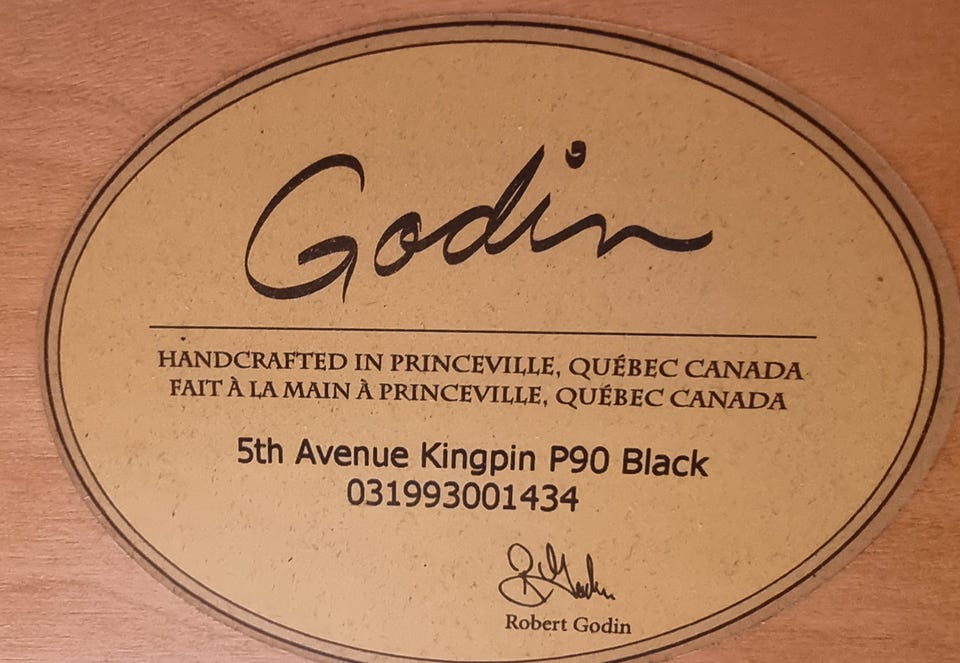 Godin
HANDCRAFTED IN PRINCEVILLE, QUÉBEC CANADA
FAIT À LA MAIN À PRINCEVILLE, QUÉBEC CANADA
5th Avenue Kingpin P90 Black
031993001434
R Godin
Robert Godin